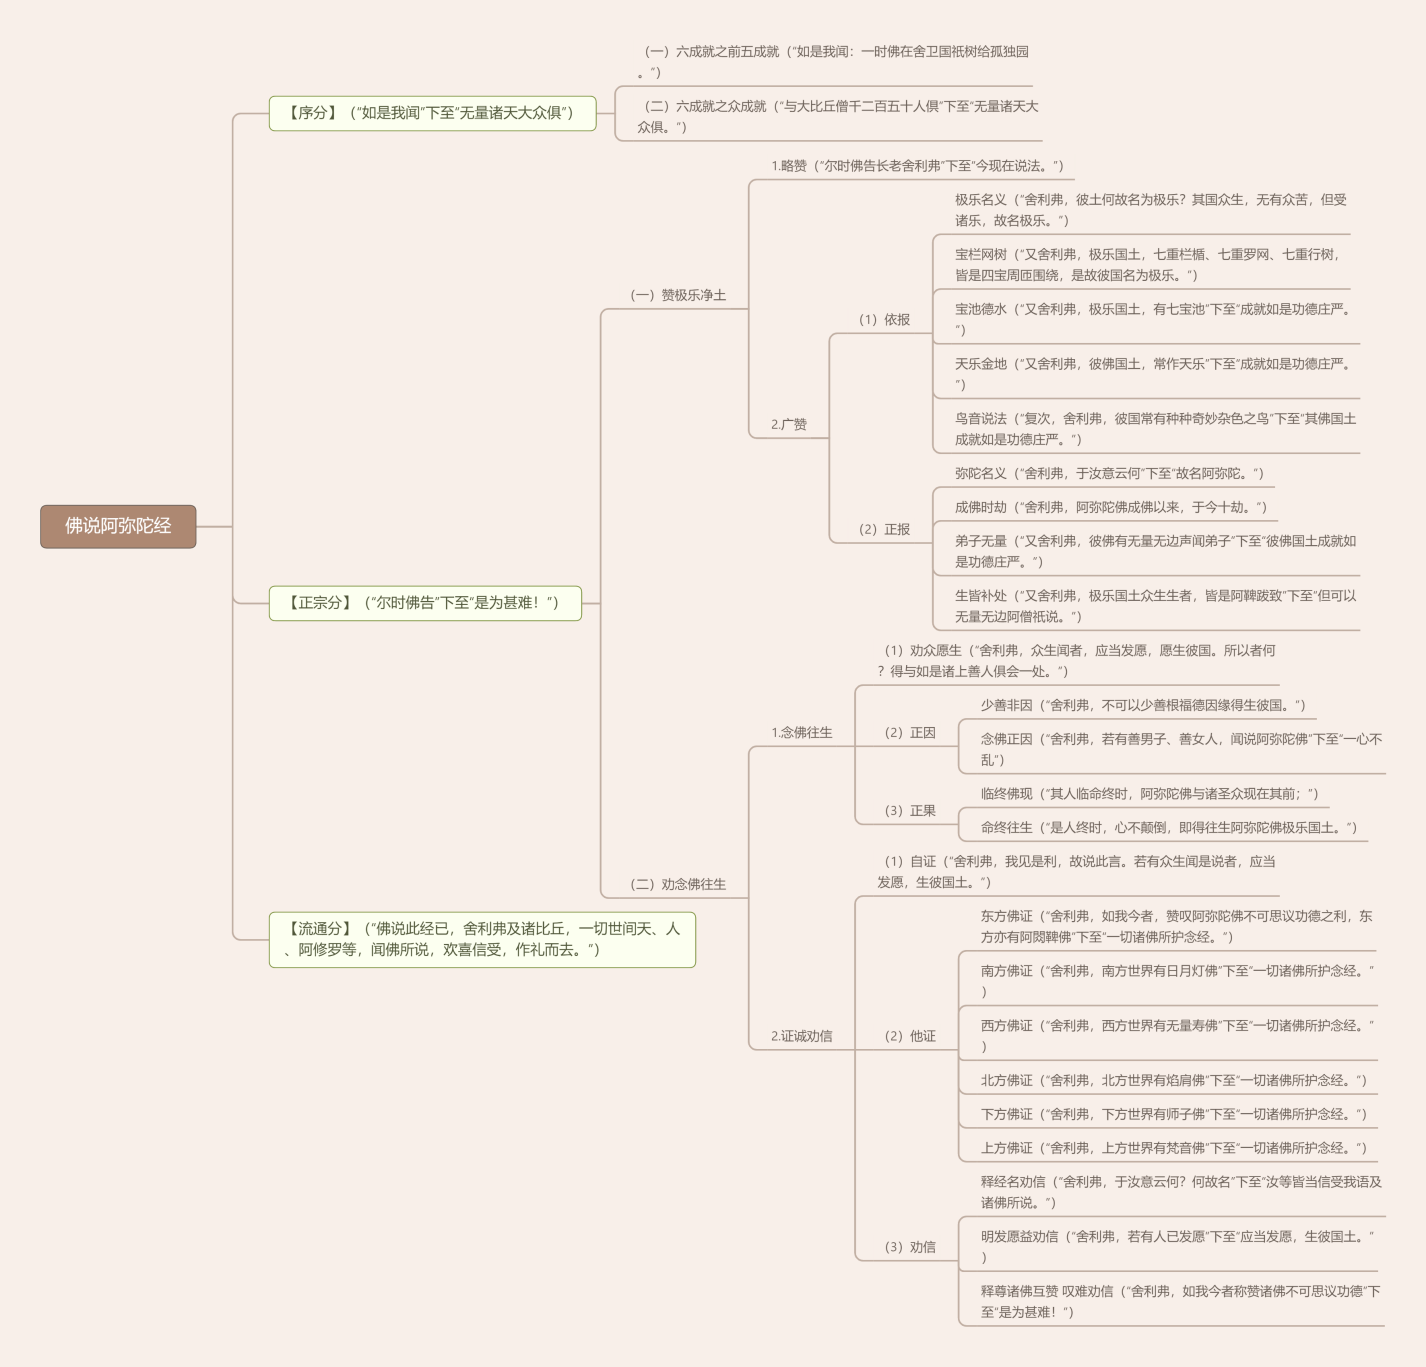 佛说阿弥陀经
【序分】（“如是我闻”下至“无量诸天大众俱”）
（一）六成就之前五成就（“如是我闻：一时佛在舍卫国祇树给孤独园
。”）
（二）六成就之众成就（“与大比丘僧千二百五十人俱”下至“无量诸天大
众俱。”）
【正宗分】（“尔时佛告”下至“是为甚难！”）
（一）赞极乐净土
1.略赞（“尔时佛告长老舍利弗”下至“今现在说法。”）
2.广赞
（1）依报
极乐名义（“舍利弗，彼土何故名为极乐？其国众生，无有众苦，但受
诸乐，故名极乐。”）
宝栏网树（“又舍利弗，极乐国土，七重栏楯、七重罗网、七重行树，
皆是四宝周匝围绕，是故彼国名为极乐。”）
宝池德水（“又舍利弗，极乐国土，有七宝池”下至“成就如是功德庄严。
”）
天乐金地（“又舍利弗，彼佛国土，常作天乐”下至“成就如是功德庄严。
”）
鸟音说法（“复次，舍利弗，彼国常有种种奇妙杂色之鸟”下至“其佛国土
成就如是功德庄严。”）
（2）正报
弥陀名义（“舍利弗，于汝意云何”下至“故名阿弥陀。”）
成佛时劫（“舍利弗，阿弥陀佛成佛以来，于今十劫。”）
弟子无量（“又舍利弗，彼佛有无量无边声闻弟子”下至“彼佛国土成就如
是功德庄严。”）
生皆补处（“又舍利弗，极乐国土众生生者，皆是阿鞞跋致”下至“但可以
无量无边阿僧祇说。”）
（二）劝念佛往生
1.念佛往生
（1）劝众愿生（“舍利弗，众生闻者，应当发愿，愿生彼国。所以者何
？得与如是诸上善人俱会一处。”）
（2）正因
少善非因（“舍利弗，不可以少善根福德因缘得生彼国。”）
念佛正因（“舍利弗，若有善男子、善女人，闻说阿弥陀佛”下至“一心不
乱”）
（3）正果
临终佛现（“其人临命终时，阿弥陀佛与诸圣众现在其前；”）
命终往生（“是人终时，心不颠倒，即得往生阿弥陀佛极乐国土。”）
2.证诚劝信
（1）自证（“舍利弗，我见是利，故说此言。若有众生闻是说者，应当
发愿，生彼国土。”）
（2）他证
东方佛证（“舍利弗，如我今者，赞叹阿弥陀佛不可思议功德之利，东
方亦有阿閦鞞佛”下至“一切诸佛所护念经。”）
南方佛证（“舍利弗，南方世界有日月灯佛”下至“一切诸佛所护念经。”
）
西方佛证（“舍利弗，西方世界有无量寿佛”下至“一切诸佛所护念经。”
）
北方佛证（“舍利弗，北方世界有焰肩佛”下至“一切诸佛所护念经。”）
下方佛证（“舍利弗，下方世界有师子佛”下至“一切诸佛所护念经。”）
上方佛证（“舍利弗，上方世界有梵音佛”下至“一切诸佛所护念经。”）
（3）劝信
释经名劝信（“舍利弗，于汝意云何？何故名”下至“汝等皆当信受我语及
诸佛所说。”）
明发愿益劝信（“舍利弗，若有人已发愿”下至“应当发愿，生彼国土。”
）
释尊诸佛互赞 叹难劝信（“舍利弗，如我今者称赞诸佛不可思议功德”下
至“是为甚难！”）
【流通分】（“佛说此经已，舍利弗及诸比丘，一切世间天、人
、阿修罗等，闻佛所说，欢喜信受，作礼而去。”）